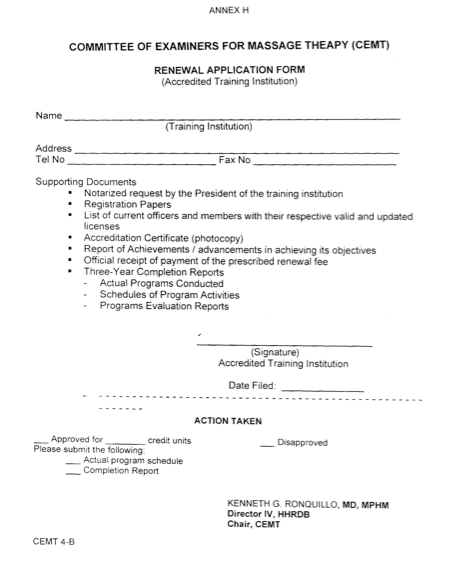 ANNEX H
COMMITTEE OF EXAMINERS FOR MASSAGE THEAPY (CEMT)
RENEWAL APPLICATION FORM
(Accredited Training Institution)
Name
(Training Institution)
Address
Tel No Fax No
Supporting Documents
▪ Notarized request by the President of the training institution
▪ Registration Papers
▪ List of current officers and members with their respective valid and updated
licenses
▪ Accreditation Certificate (photocopy)
▪ Report of Achievements / advancements in achieving its objectives
▪ Official receipt of payment of the prescribed renewal fee
▪ Three-Year Completion Reports
- Actual Programs Conducted
- Schedules of Program Activities
- Programs Evaluation Reports
(Signature)
Accredited Training Institution
Date Filed:
ACTION TAKEN
___ Approved for _______ credit units ___ Disapproved
Please submit the following:
___ Actual program schedule
___ Completion Report
KENNETH G. RONQUILLO, MD, MPHM
Director IV, HHRDB
Chair, CEMT
CEMT 4-B